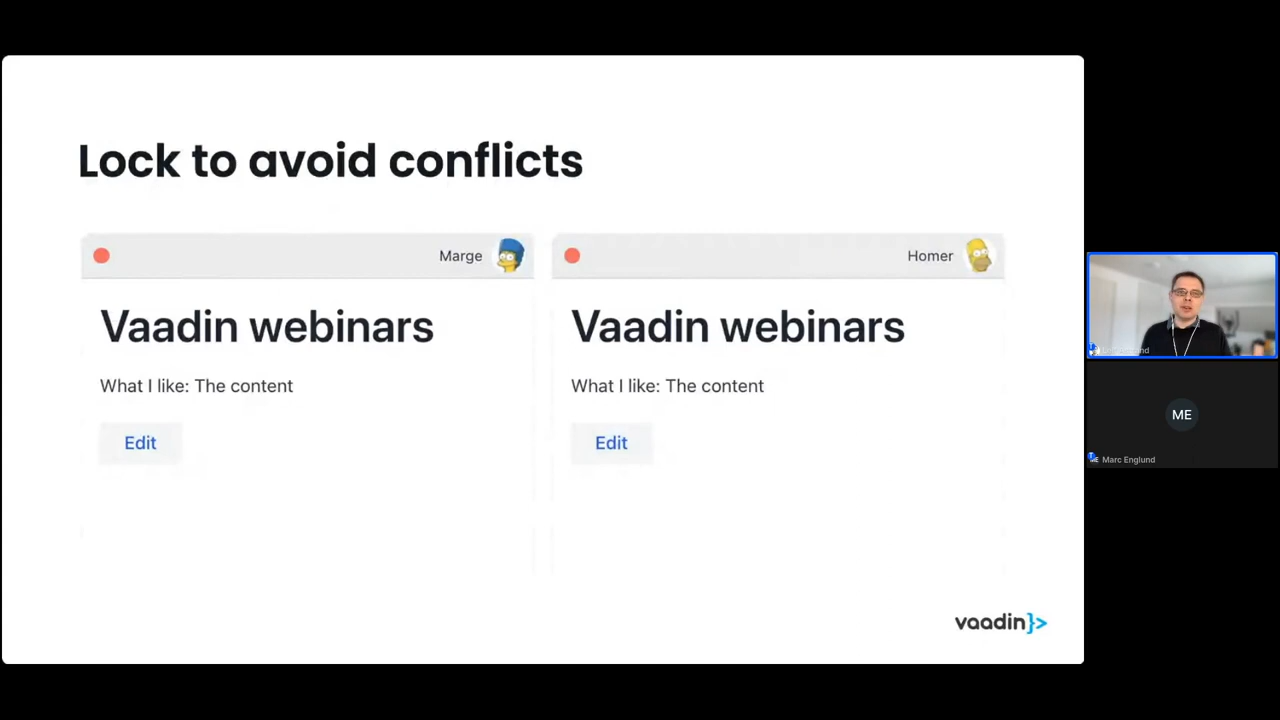 Lock to avoid conflicts
Marge
Vaadin webinars
What I like: The content
Edit
Homer
Vaadin webinars
What I like: The content
Edit
vaadin}>
ME
Marc Englund